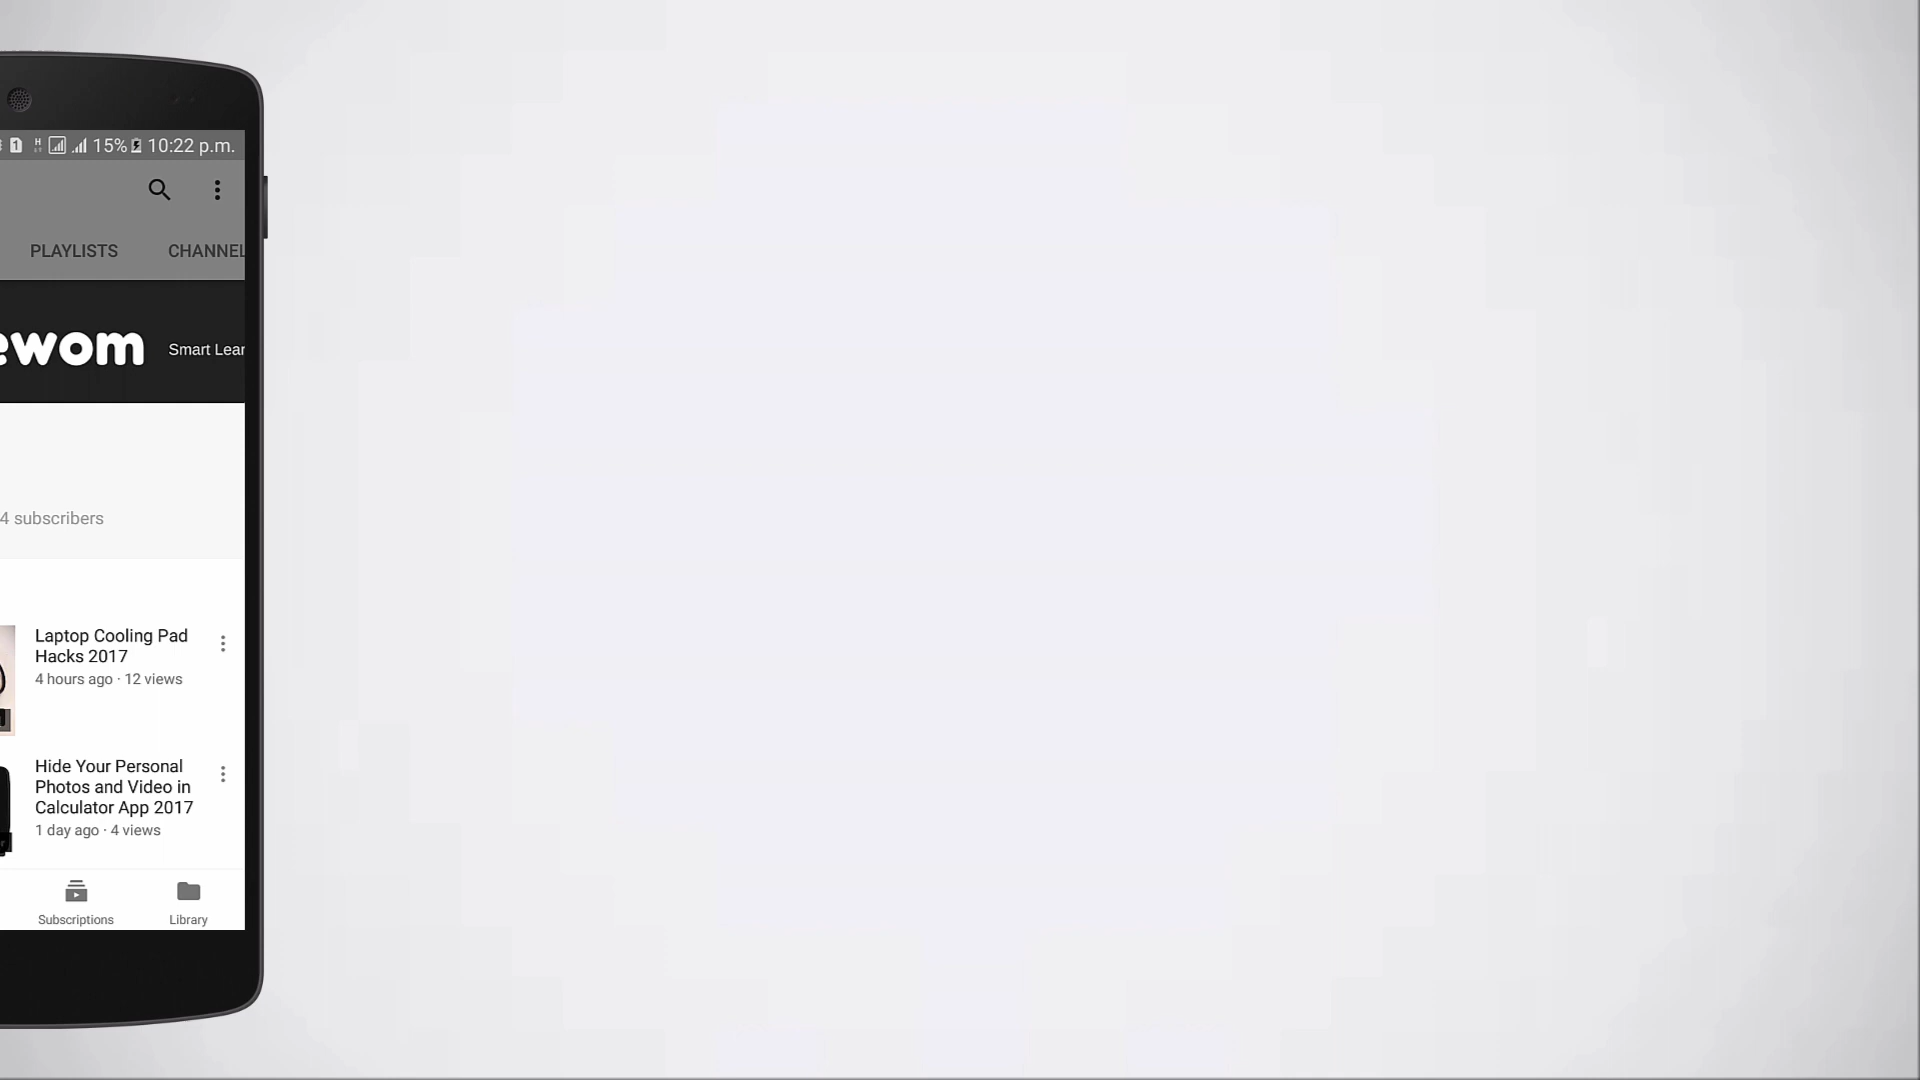 1 H 15% 10:22 p.m.
PLAYLISTS CHANNEL
ewom Smart Lear
4 subscribers
Laptop Cooling Pad
Hacks 2017
4 hours ago · 12 views
Hide Your Personal
Photos and Video in
Calculator App 2017
1 day ago · 4 views
Subscriptions Library